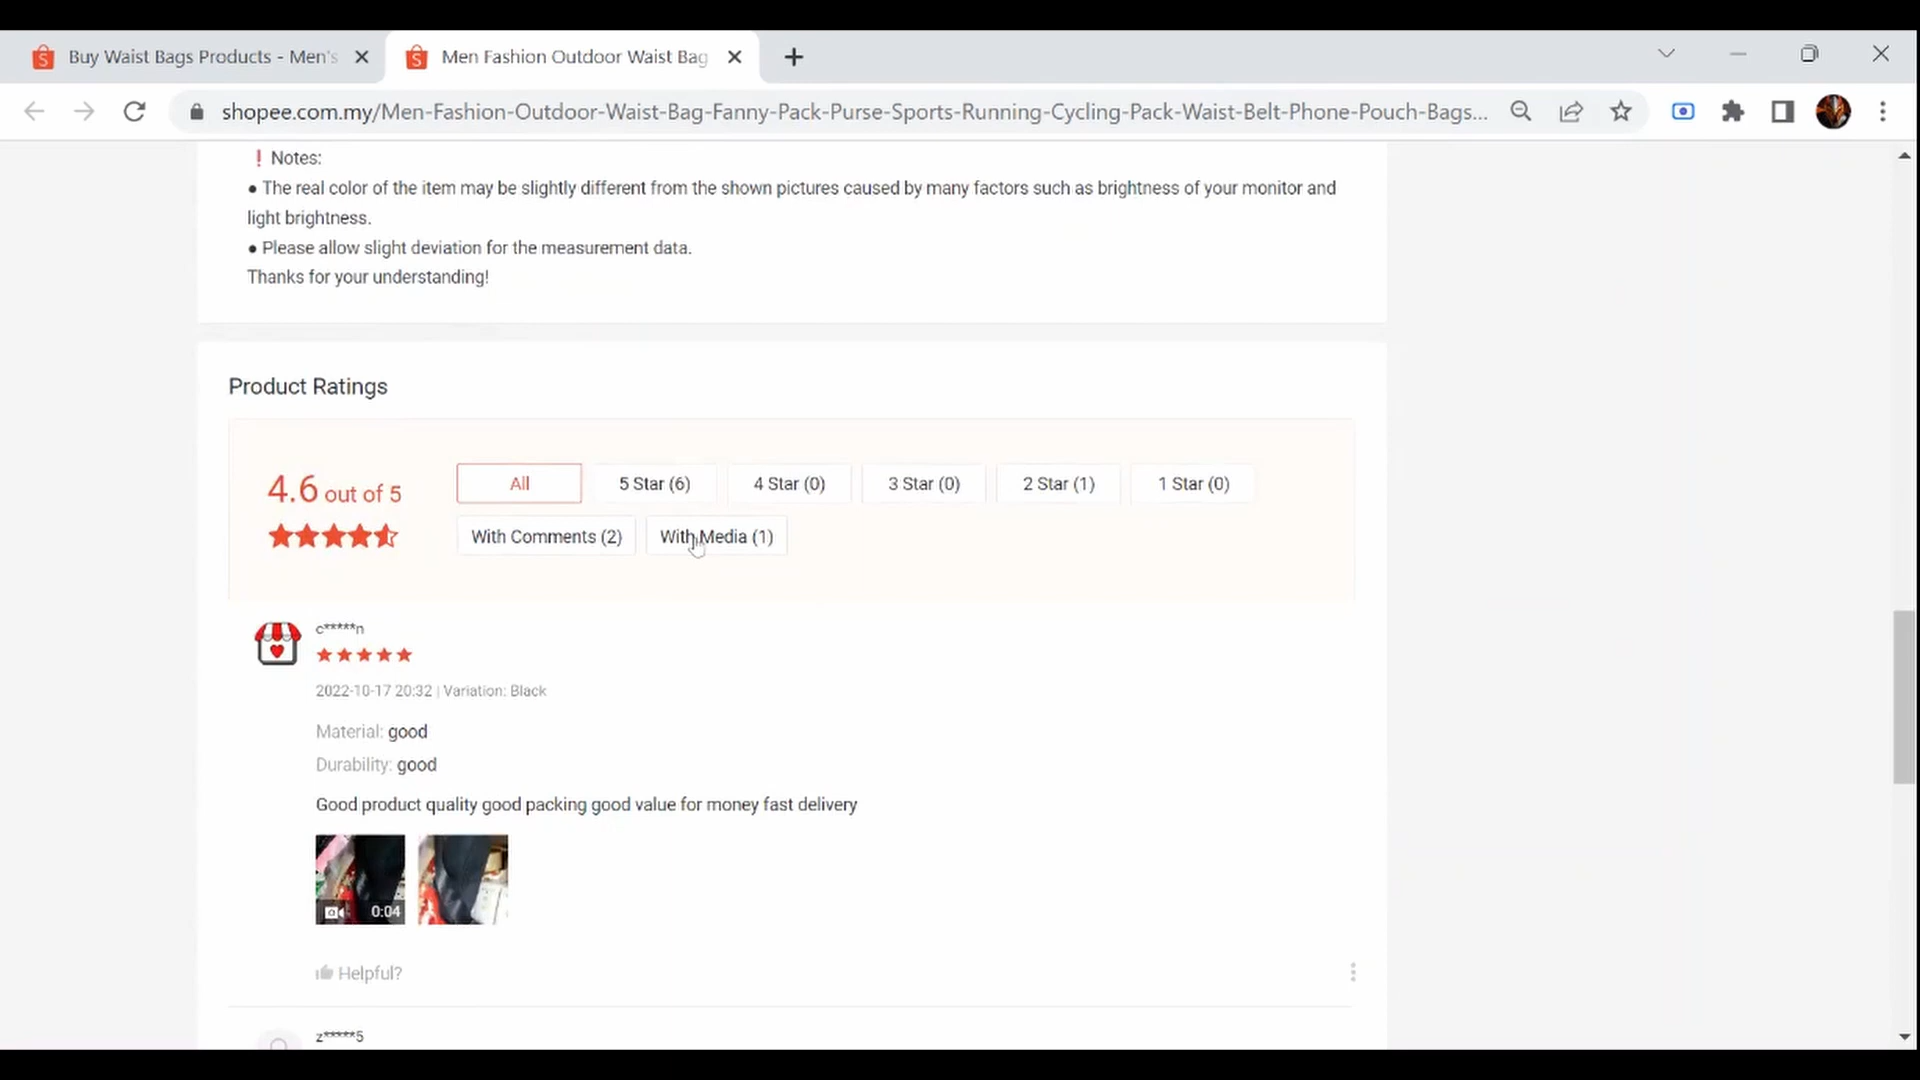 Buy Waist Bags Products - Men's
Men Fashion Outdoor Waist Bag
shopee.com.my/Men-Fashion-Outdoor-Waist-Bag-Fanny-Pack-Purse-Sports-Running-Cycling-Pack-Waist-Belt-Phone-Pouch-Bags...
❗ Notes:
● The real color of the item may be slightly different from the shown pictures caused by many factors such as brightness of your monitor and
light brightness.
● Please allow slight deviation for the measurement data.
Thanks for your understanding!
Product Ratings
4.6 out of 5
All
5 Star (6)
4 Star (0)
3 Star (0)
2 Star (1)
1 Star (0)
With Comments (2)
With Media (1)
c*****n
2022-10-17 20:32 | Variation: Black
Material: good
Durability: good
Good product quality good packing good value for money fast delivery
0:04
Helpful?
z*****5